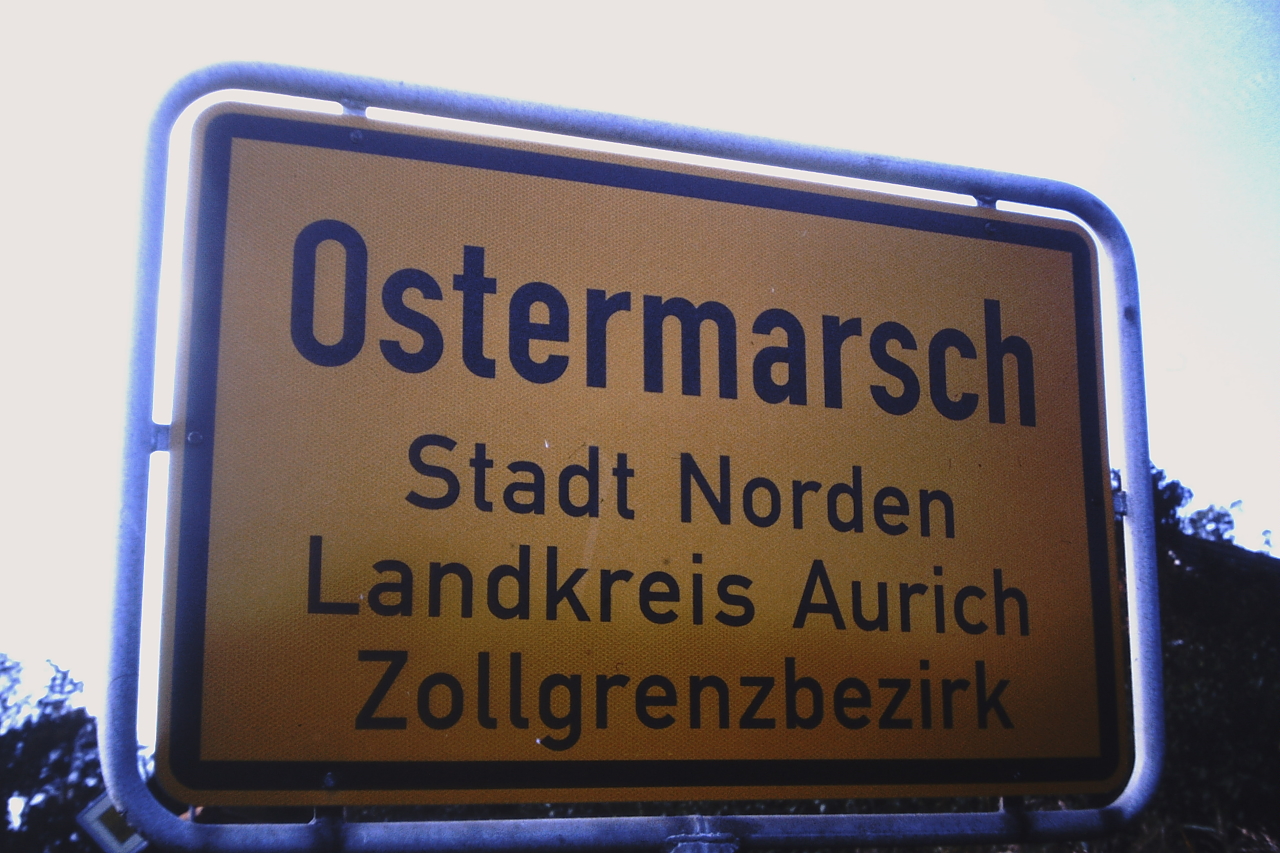 Ostermarsch
Stadt Norden
Landkreis Aurich
Zollgrenzbezirk